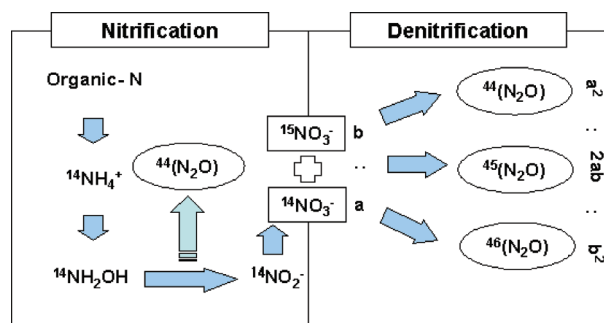 Nitrification
Denitrification
Organic- N
¹⁴NH₄⁺
⁴⁴(N₂O)
¹⁴NH₂OH
¹⁴NO₂⁻
¹⁵NO₃⁻ b
¹⁴NO₃⁻ a
⁴⁴(N₂O) a²
⁴⁵(N₂O) 2ab
⁴⁶(N₂O) b²